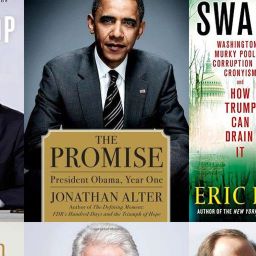 OP
THE
PROMISE
President Obama, Year One
JONATHAN ALTER
Author of The Defining Moment:
FDR's Hundred Days and the Triumph of Hope
SWA
WASHINGTON
MURKY POOL
CORRUPTION
CRONYISM
and
HOW
TRUMP
CAN
DRAIN
IT
ERIC
AUTHOR OF THE NEW YORK